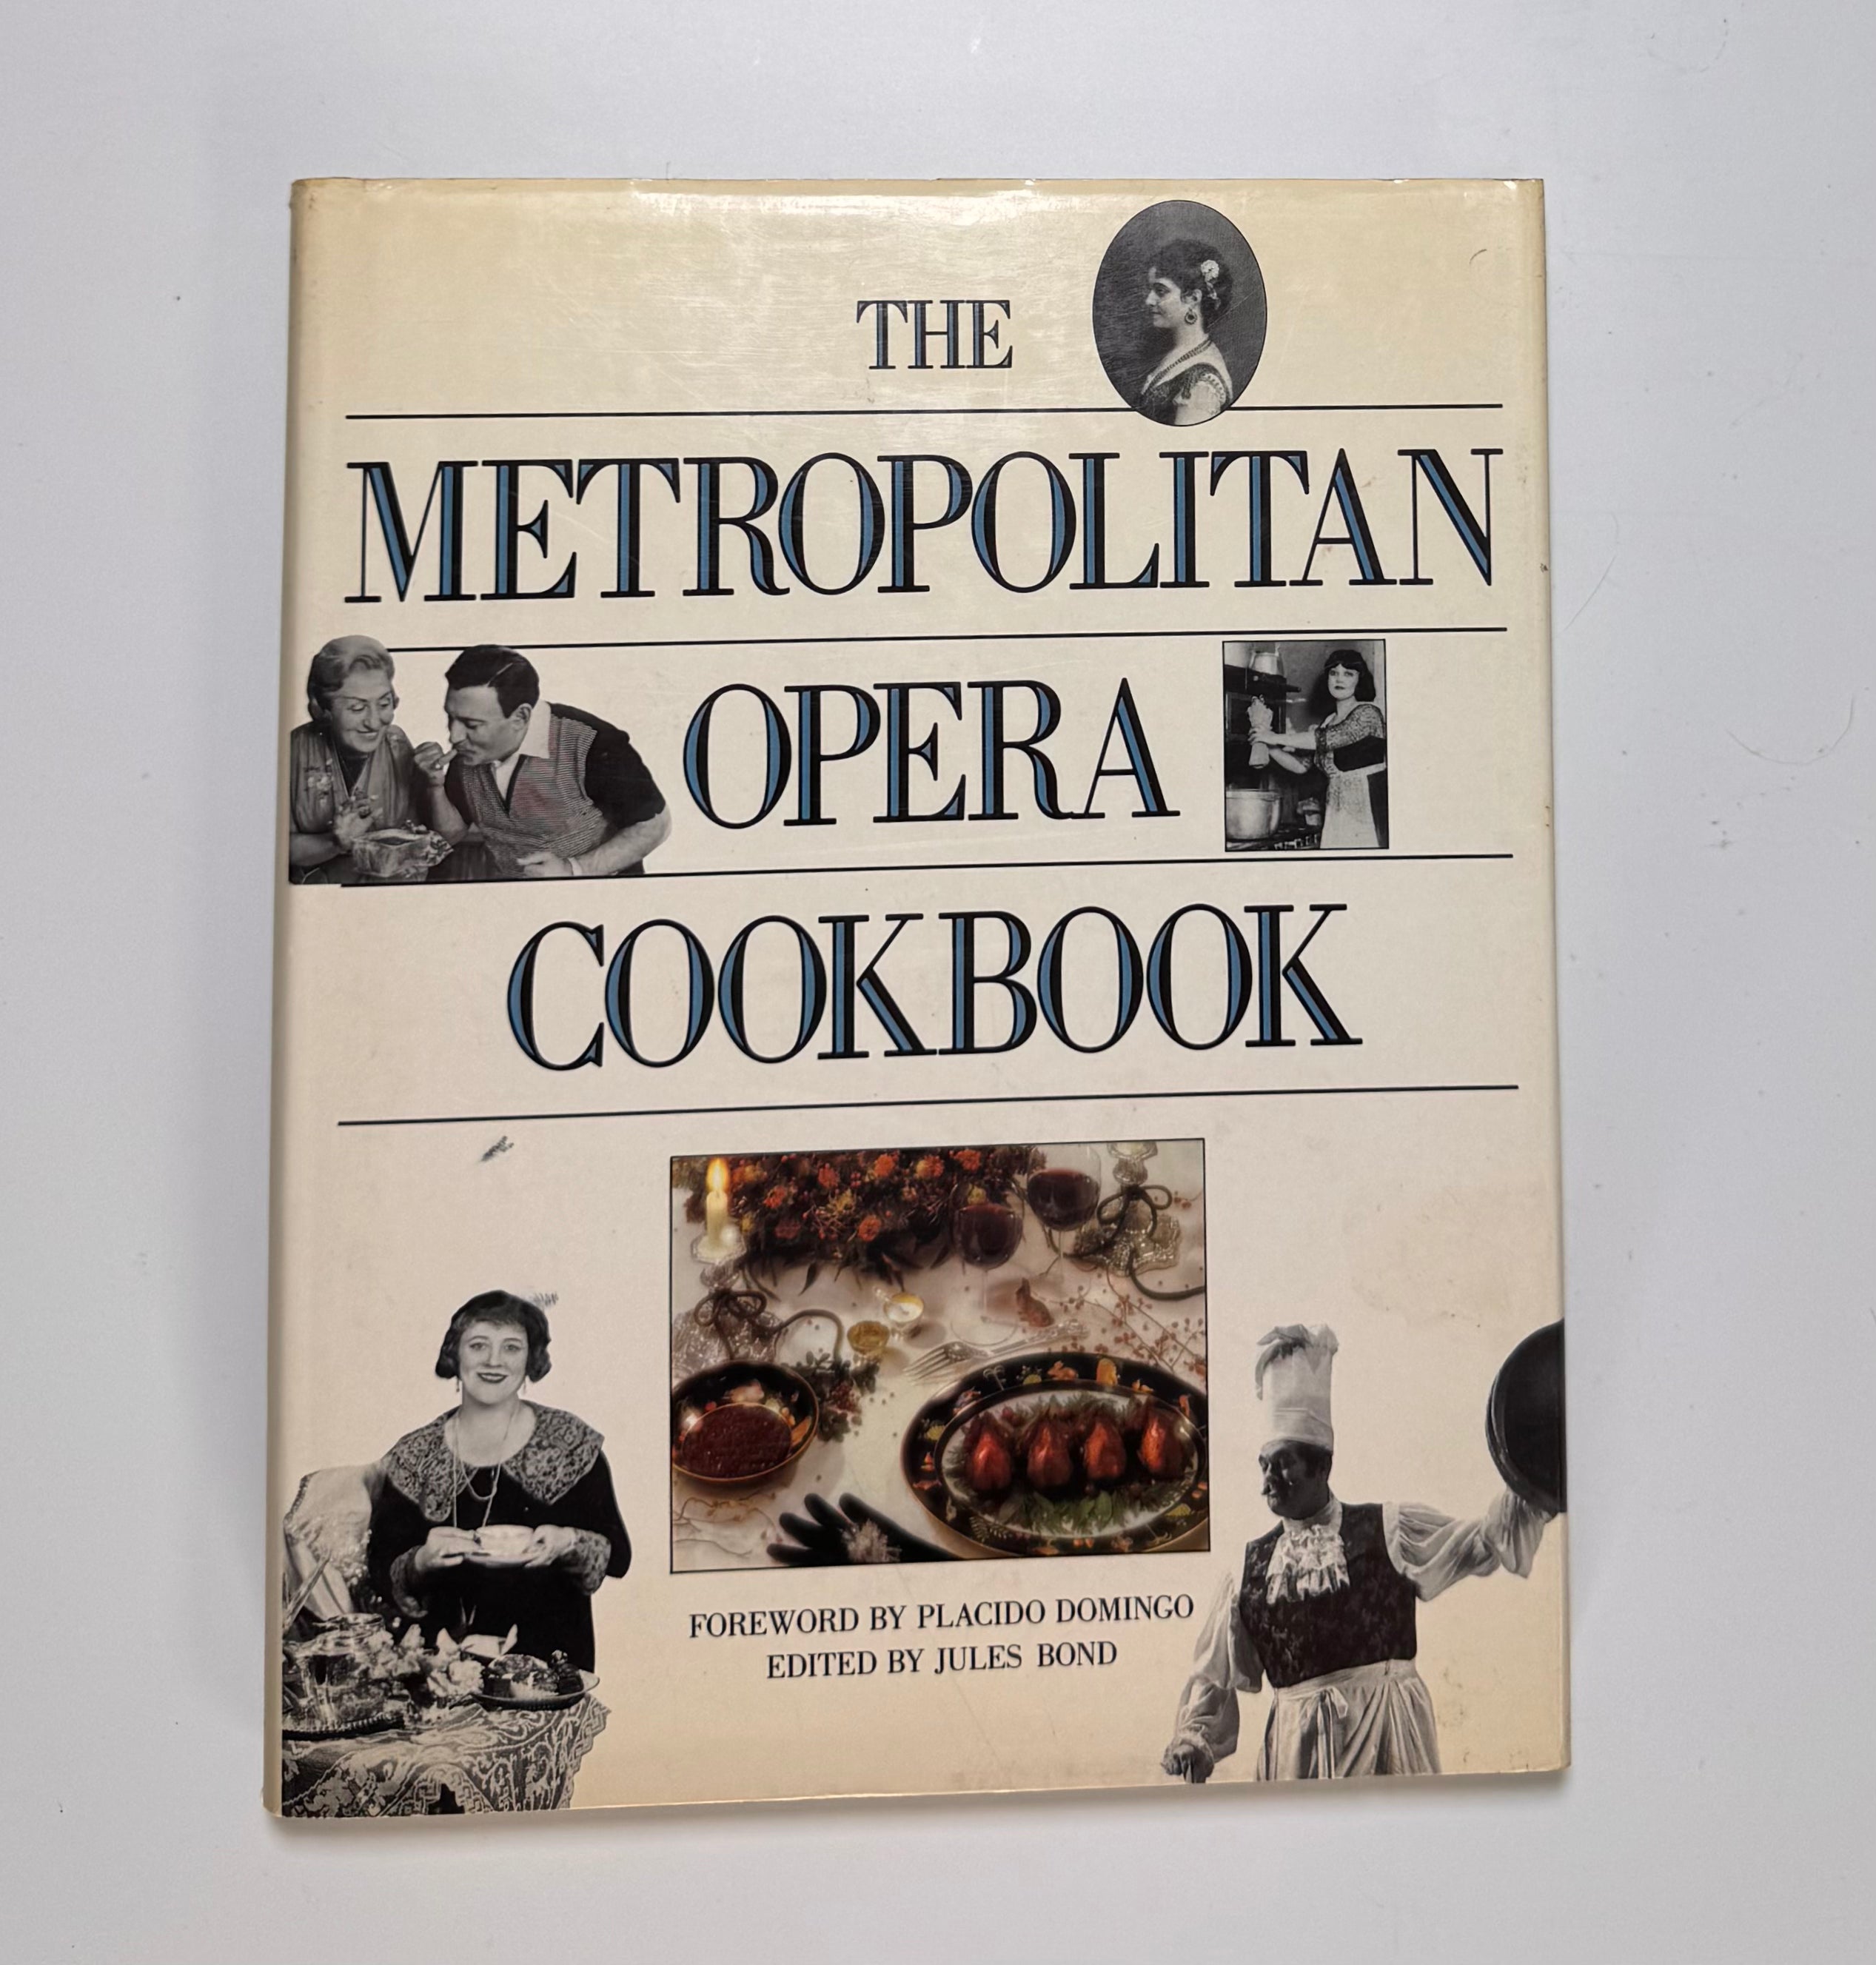 THE
METROPOLITAN
OPERA
COOKBOOK
FOREWORD BY PLACIDO DOMINGO
EDITED BY JULES BOND